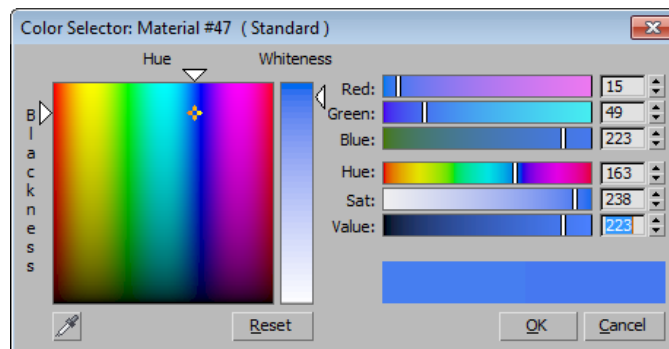 Color Selector: Material #47 ( Standard )
Hue
Whiteness
Blackness
Red: 15
Green: 49
Blue: 223
Hue: 163
Sat: 238
Value: 223
Reset
OK
Cancel